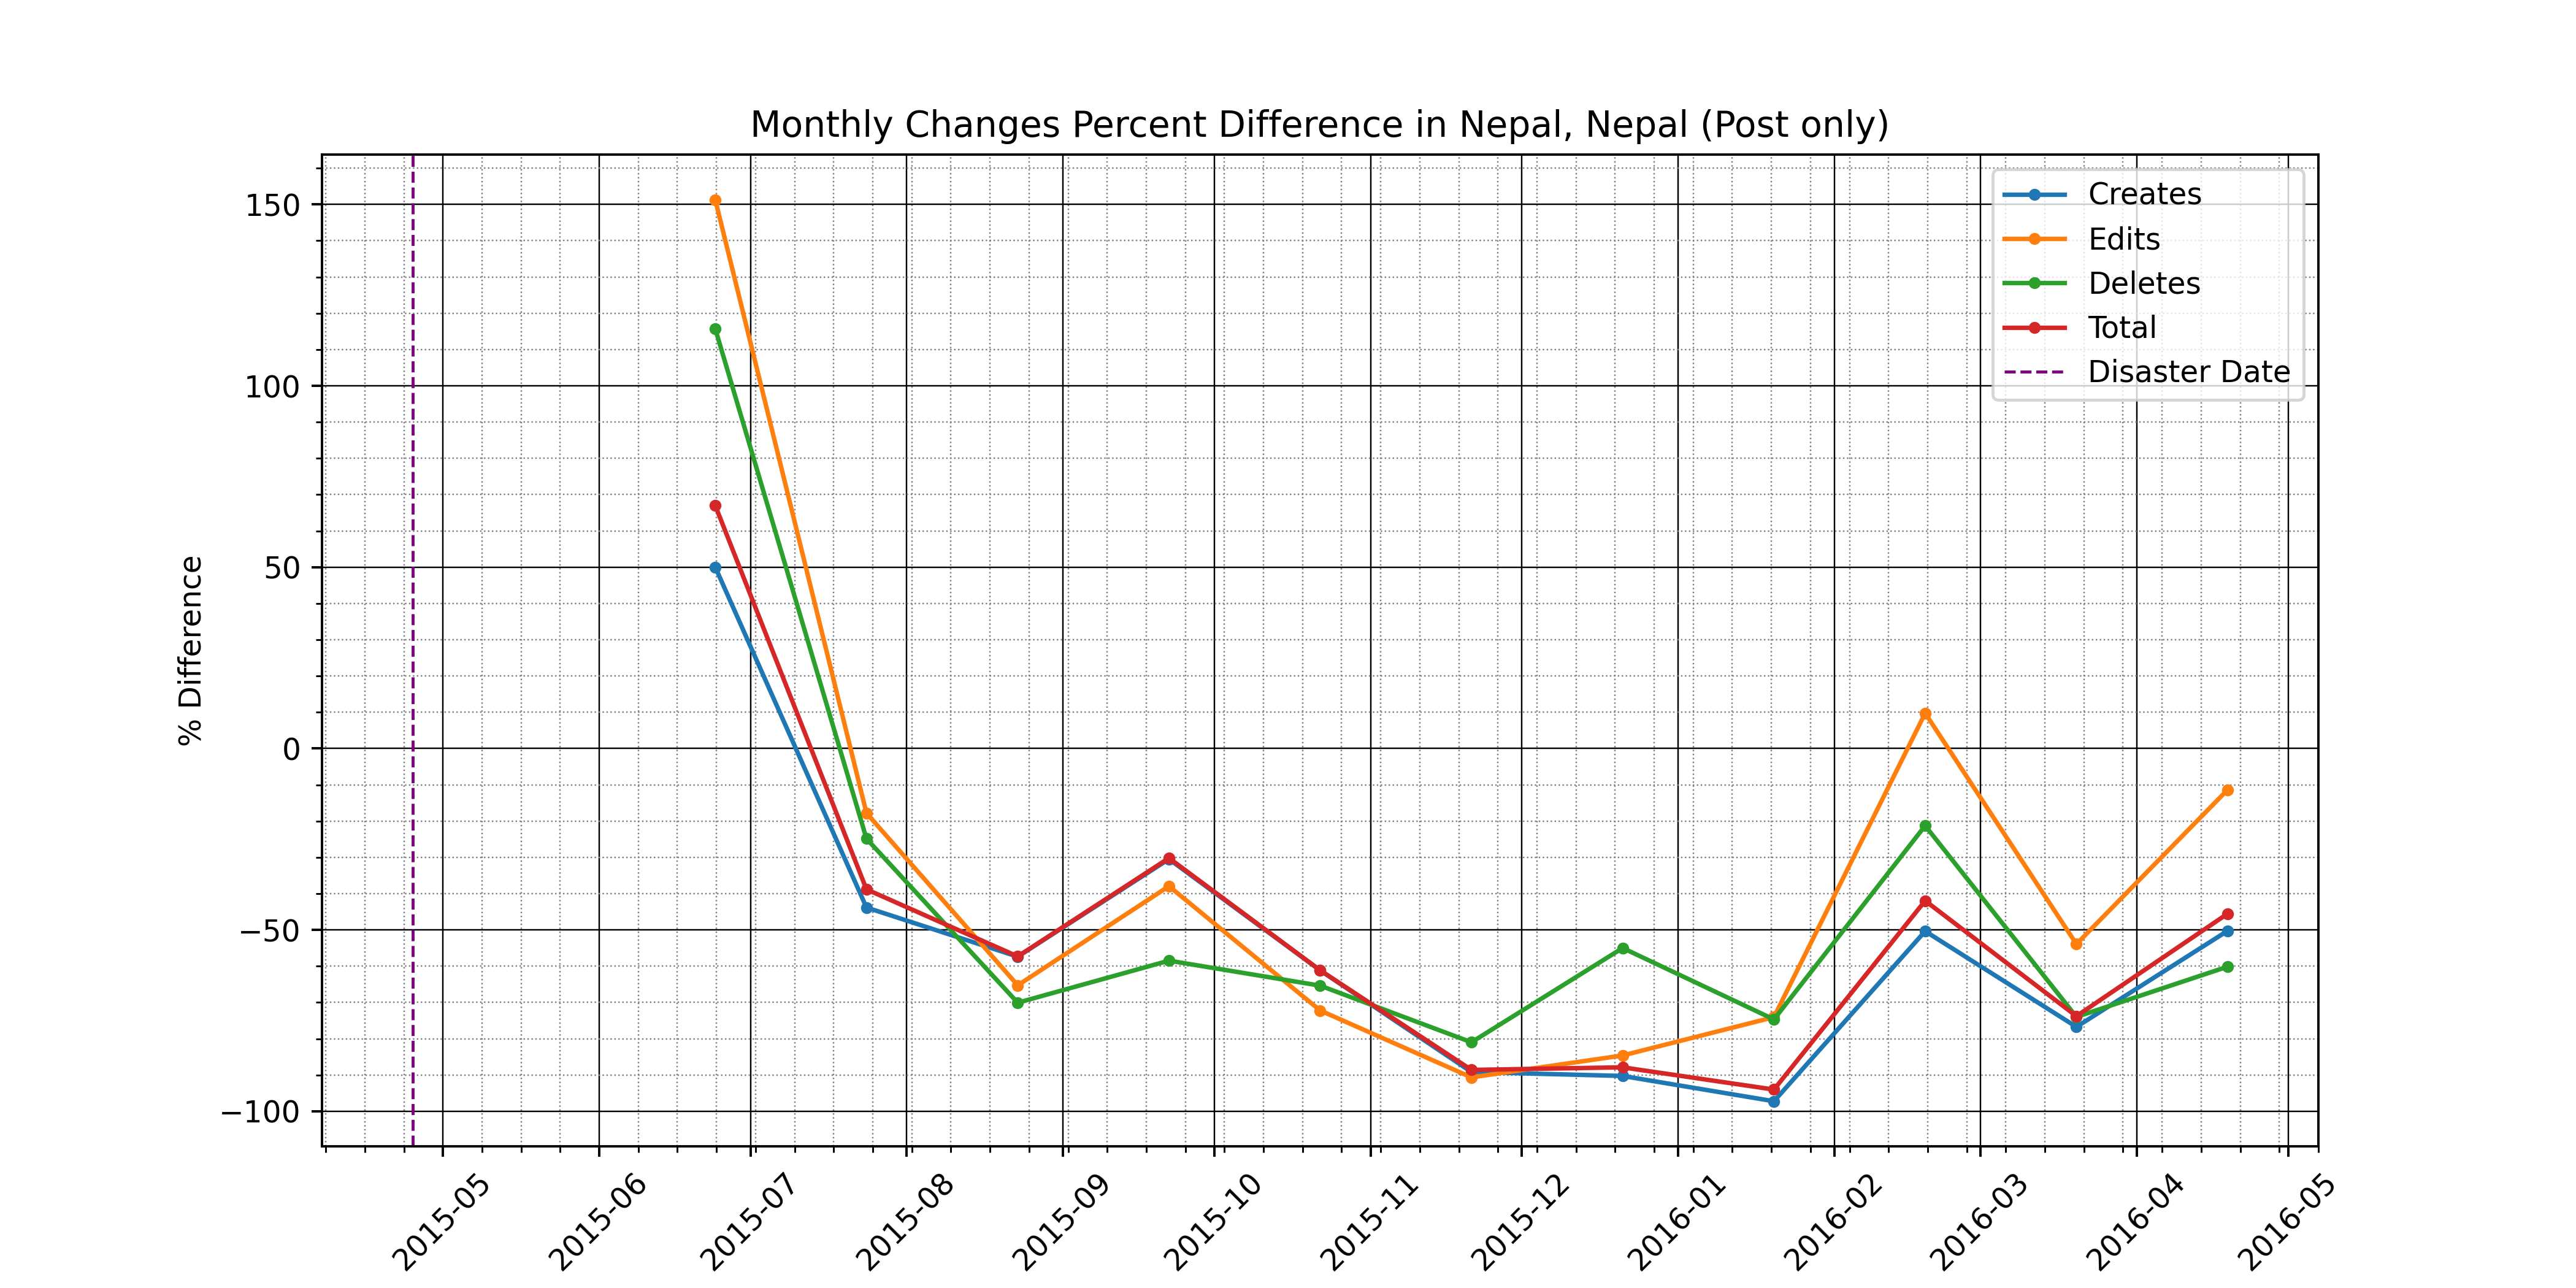 Monthly Changes Percent Difference in Nepal, Nepal (Post only)
% Difference
150
100
50
0
−50
−100
Creates
Edits
Deletes
Total
Disaster Date
2015-05
2015-06
2015-07
2015-08
2015-09
2015-10
2015-11
2015-12
2016-01
2016-02
2016-03
2016-04
2016-05